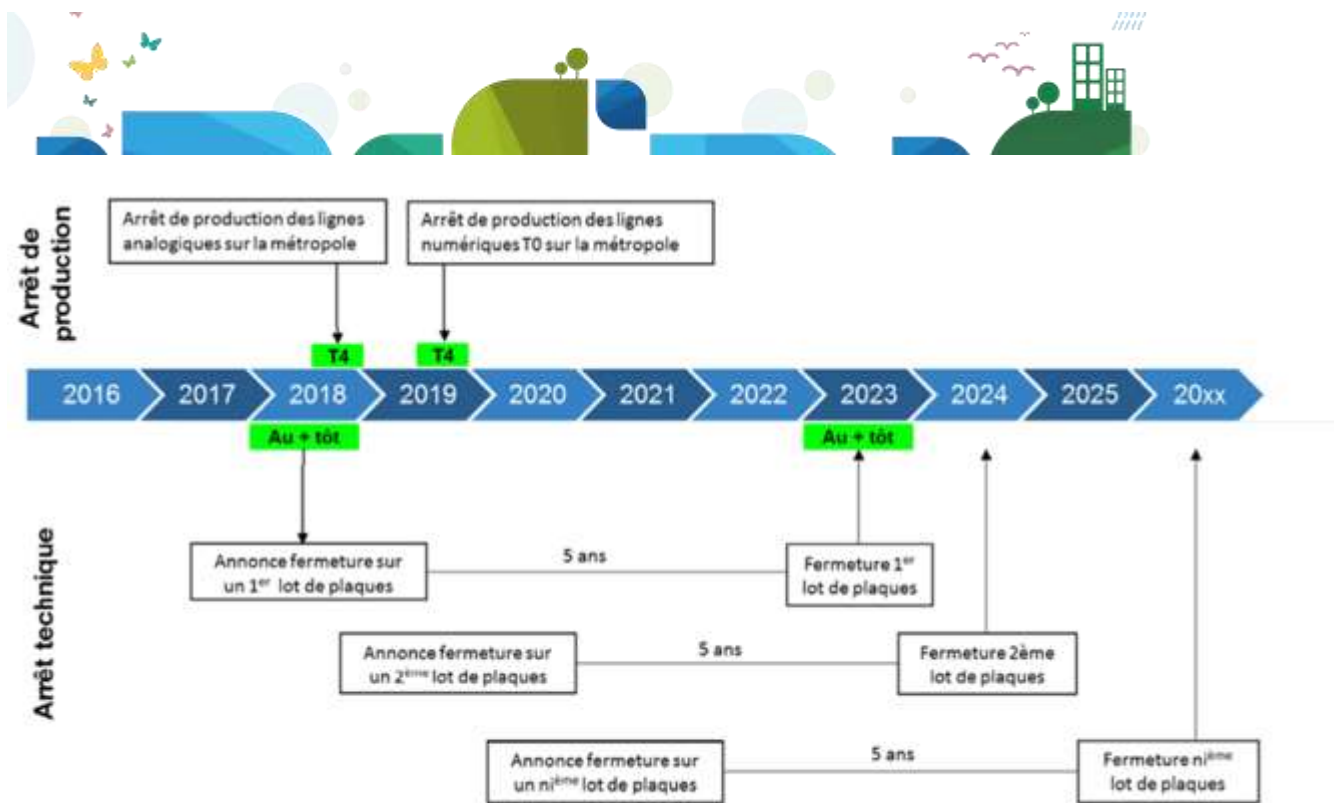 Arrêt de
production
Arrêt de production des lignes
analogiques sur la métropole
Arrêt de production des lignes
numériques T0 sur la métropole
T4
T4
2016
2017
2018
2019
2020
2021
2022
2023
2024
2025
20xx
Au + tôt
Au + tôt
Arrêt technique
Annonce fermeture sur
un 1er lot de plaques
5 ans
Fermeture 1er
lot de plaques
Annonce fermeture sur
un 2ième lot de plaques
5 ans
Fermeture 2ème
lot de plaques
Annonce fermeture sur
un nième lot de plaques
5 ans
Fermeture nième
lot de plaques